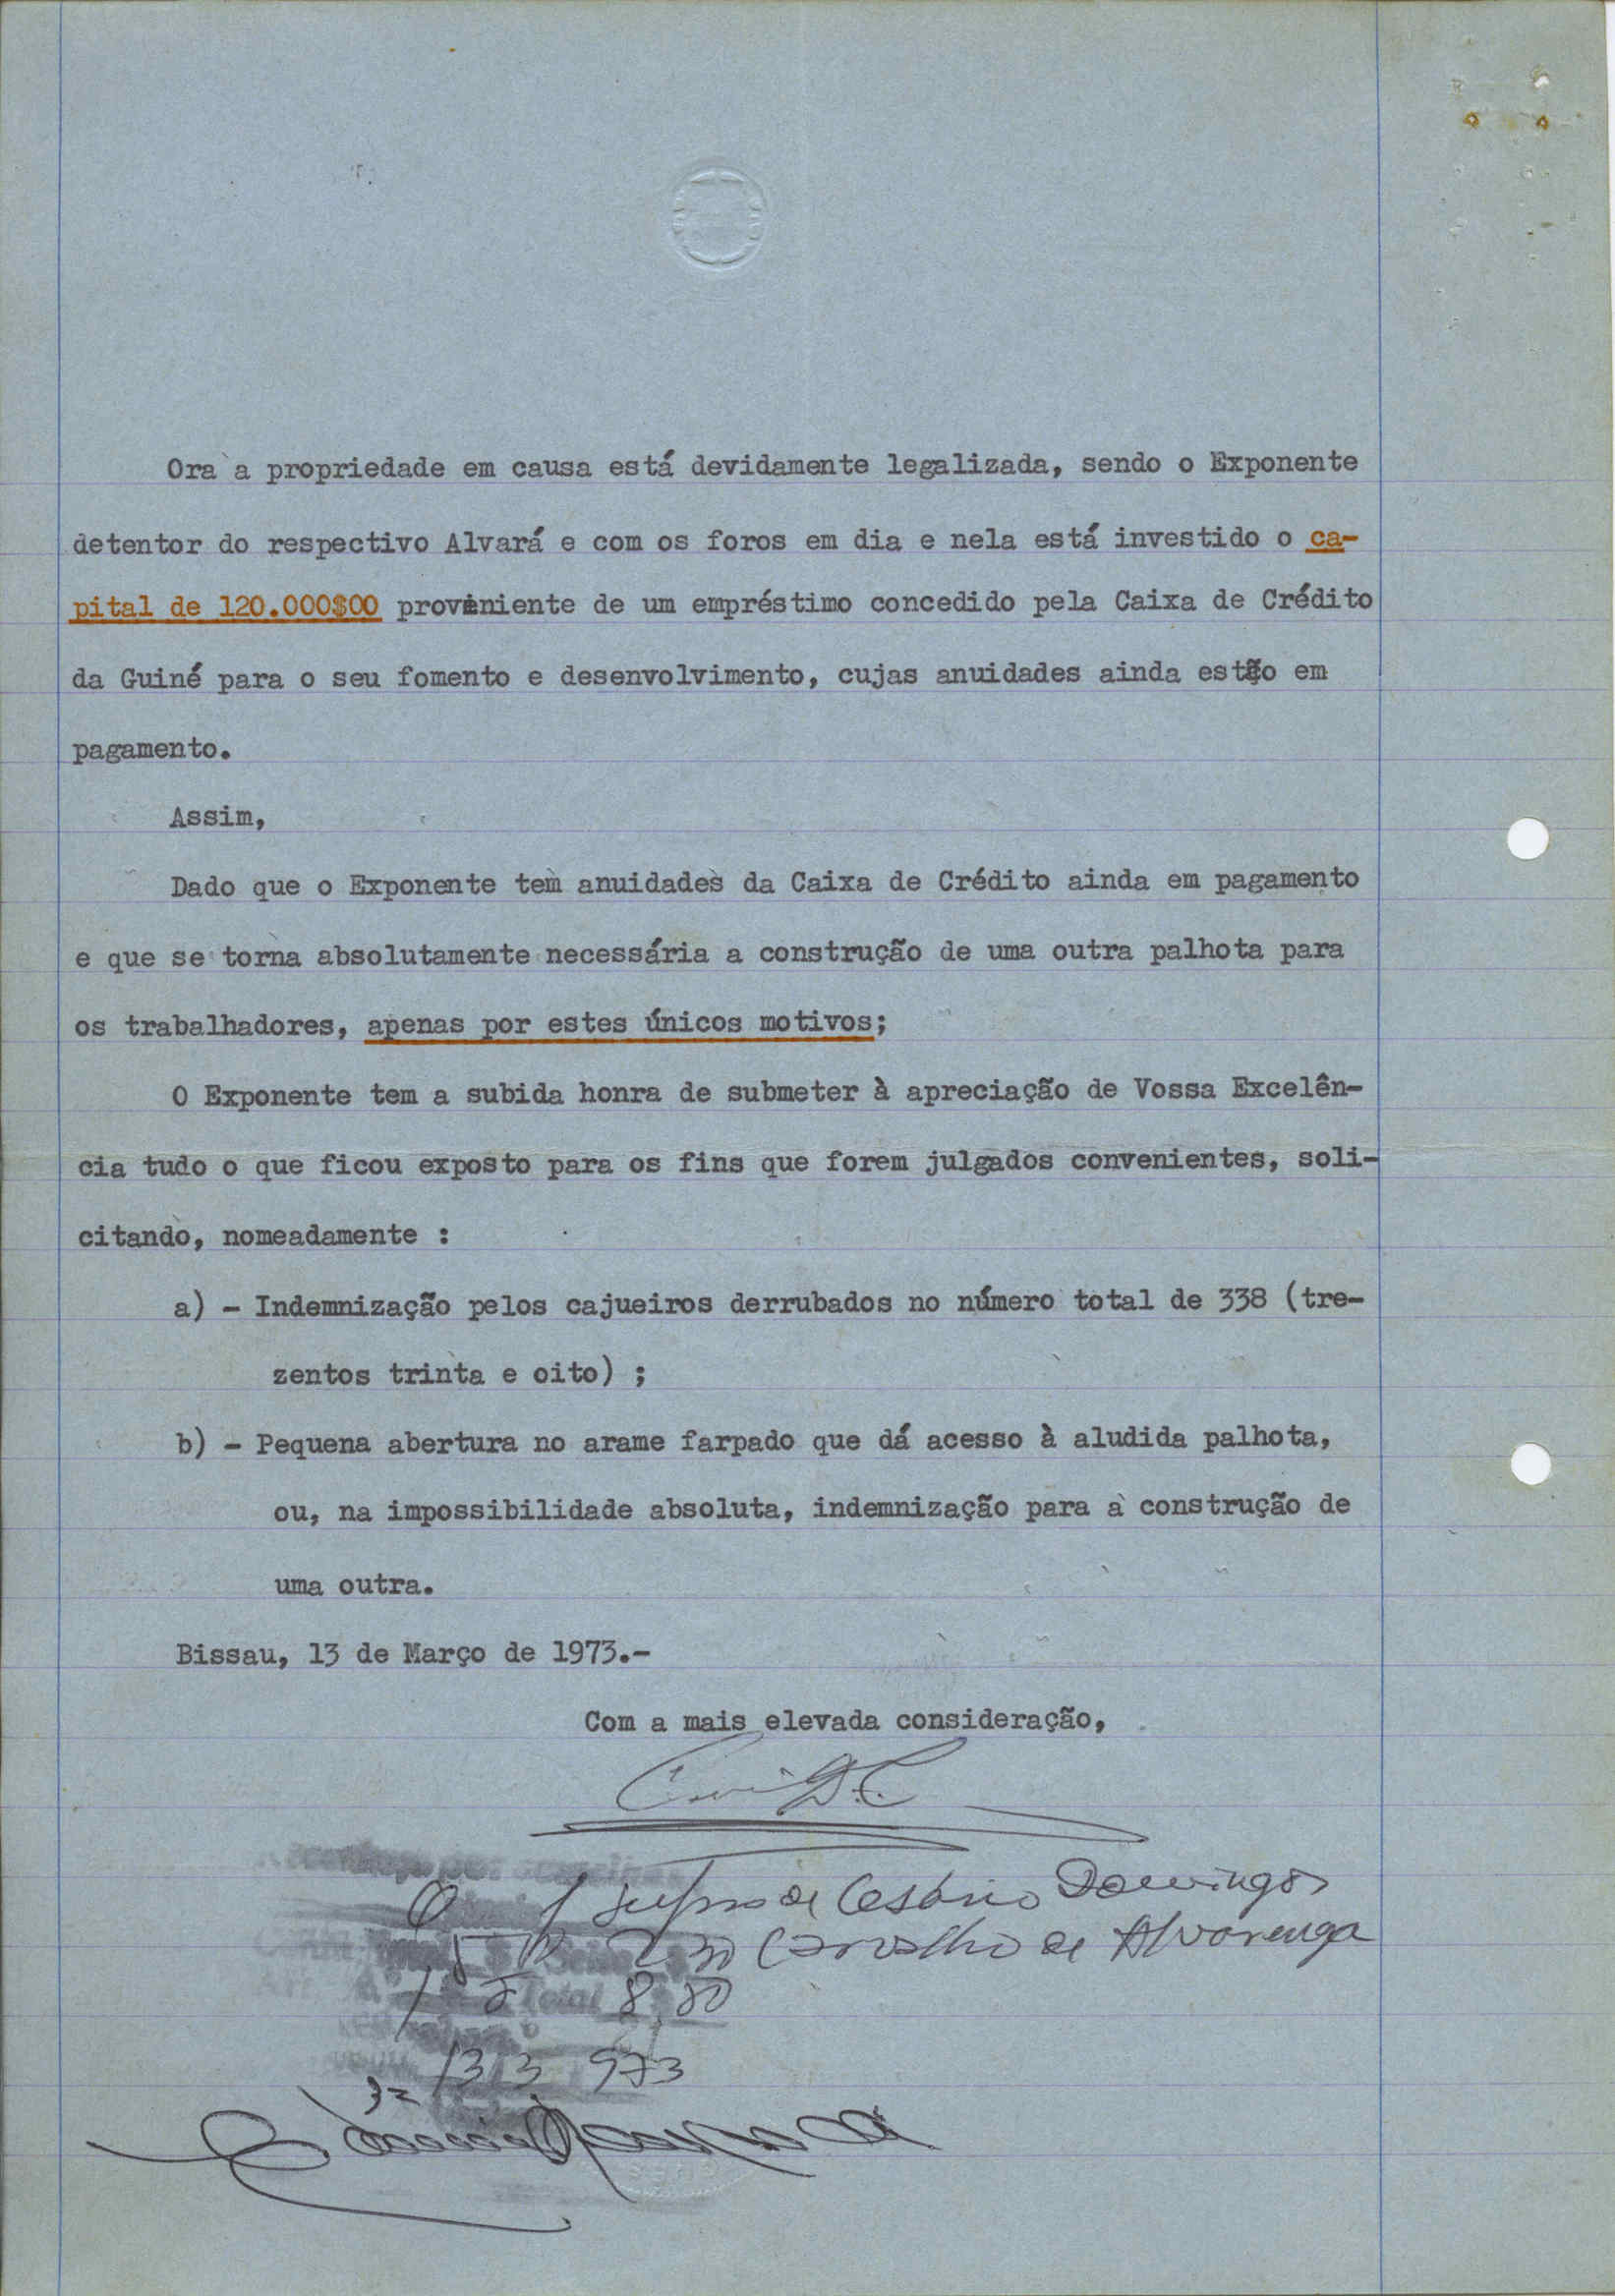 Ora a propriedade em causa está devidamente legalizada, sendo o Exponente
detentor do respectivo Alvará e com os foros em dia e nela está investido o ca-
pital de 120.000$00 proveniente de um empréstimo concedido pela Caixa de Crédito
da Guiné para o seu fomento e desenvolvimento, cujas anuidades ainda estão em
pagamento.
Assim,
Dado que o Exponente tem anuidades da Caixa de Crédito ainda em pagamento
e que se torna absolutamente necessária a construção de uma outra palhota para
os trabalhadores, apenas por estes únicos motivos;
O Exponente tem a subida honra de submeter à apreciação de Vossa Excelên-
cia tudo o que ficou exposto para os fins que forem julgados convenientes, soli-
citando, nomeadamente :
a) - Indemnização pelos cajueiros derrubados no número total de 338 (tre-
zentos trinta e oito) ;
b) - Pequena abertura no arame farpado que dá acesso à aludida palhota,
ou, na impossibilidade absoluta, indemnização para a construção de
uma outra.
Bissau, 13 de Março de 1973.-
Com a mais elevada consideração,
de Cesário Domingos
Carvalho de Alvarenga
Total 8,80
13 3 973